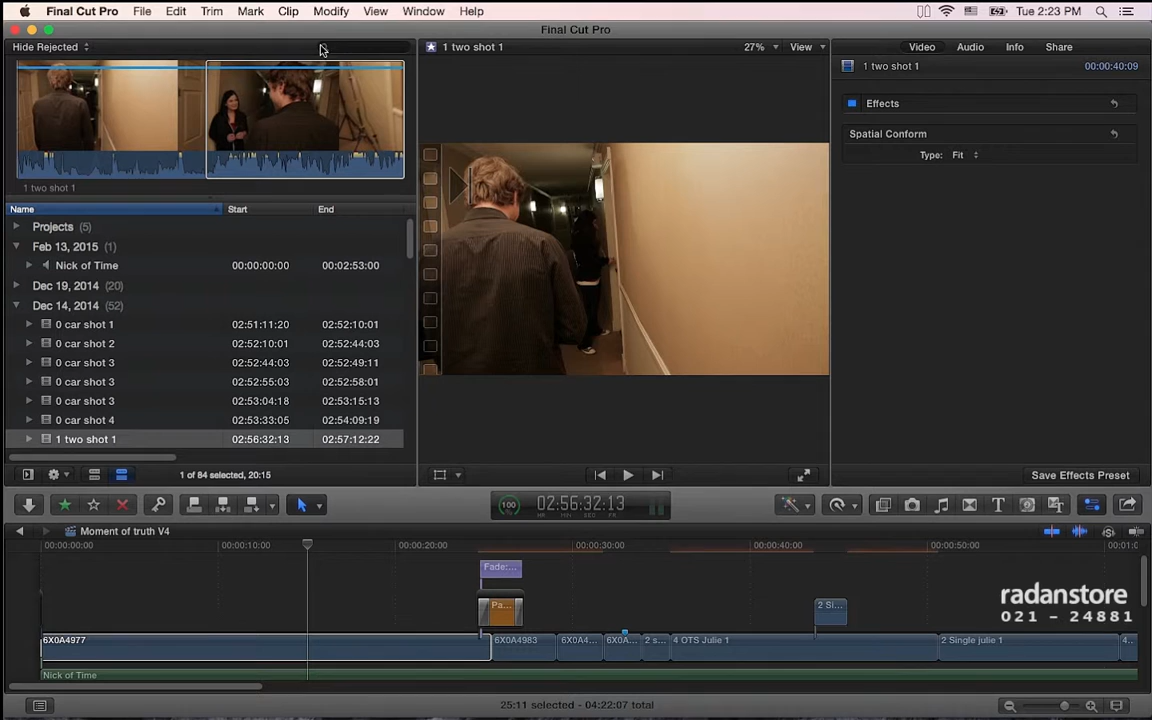 Final Cut Pro File Edit Trim Mark Clip Modify View Window Help Tue 2:23 PM
Final Cut Pro
Hide Rejected
1 two shot 1 27% View
Video Audio Info Share
1 two shot 1 00:00:40:09
Effects
Spatial Conform
Type: Fit
1 two shot 1
Name Start End
Projects (5)
Feb 13, 2015 (1)
Nick of Time 00:00:00:00 00:02:53:00
Dec 19, 2014 (20)
Dec 14, 2014 (52)
0 car shot 1 02:51:11:20 02:52:10:01
0 car shot 2 02:52:10:01 02:52:44:03
0 car shot 3 02:52:44:03 02:52:49:11
0 car shot 3 02:52:55:03 02:52:58:01
0 car shot 3 02:53:04:18 02:53:15:13
0 car shot 4 02:53:33:05 02:54:09:19
1 two shot 1 02:56:32:13 02:57:12:22
1 of 84 selected, 20:15
Save Effects Preset
100 02:56:32:13
HR MIN SEC FR
Moment of truth V4
00:00:00:00 00:00:10:00 00:00:20:00 00:00:30:00 00:00:40:00 00:00:50:00 00:01:0
Fade:...
Pa... 2 Si...
radanstore
021 - 24881
6X0A4977 6X0A4983 6X0A4... 6X0A... 2 s... 4 OTS Julie 1 2 Single julie 1 4..
Nick of Time
25:11 selected - 04:22:07 total